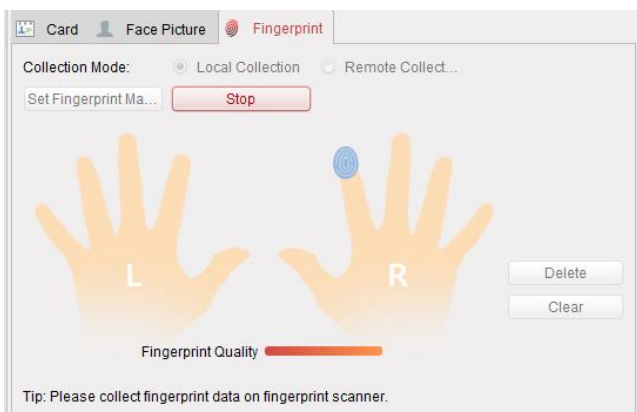 Card Face Picture Fingerprint
Collection Mode: Local Collection Remote Collect...
Set Fingerprint Ma... Stop
L R
Delete
Clear
Fingerprint Quality
Tip: Please collect fingerprint data on fingerprint scanner.